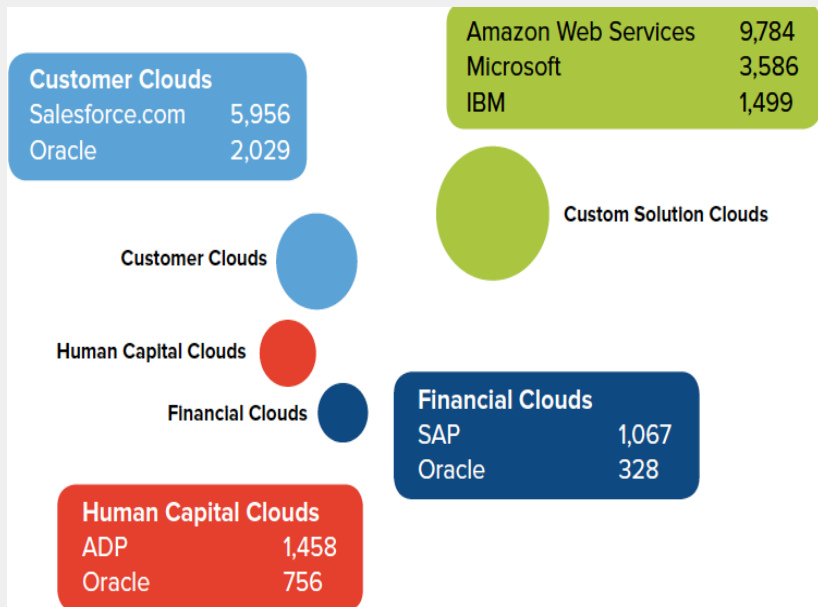 Amazon Web Services 9,784
Microsoft 3,586
IBM 1,499
Customer Clouds
Salesforce.com 5,956
Oracle 2,029
Custom Solution Clouds
Customer Clouds
Human Capital Clouds
Financial Clouds
Financial Clouds
SAP 1,067
Oracle 328
Human Capital Clouds
ADP 1,458
Oracle 756